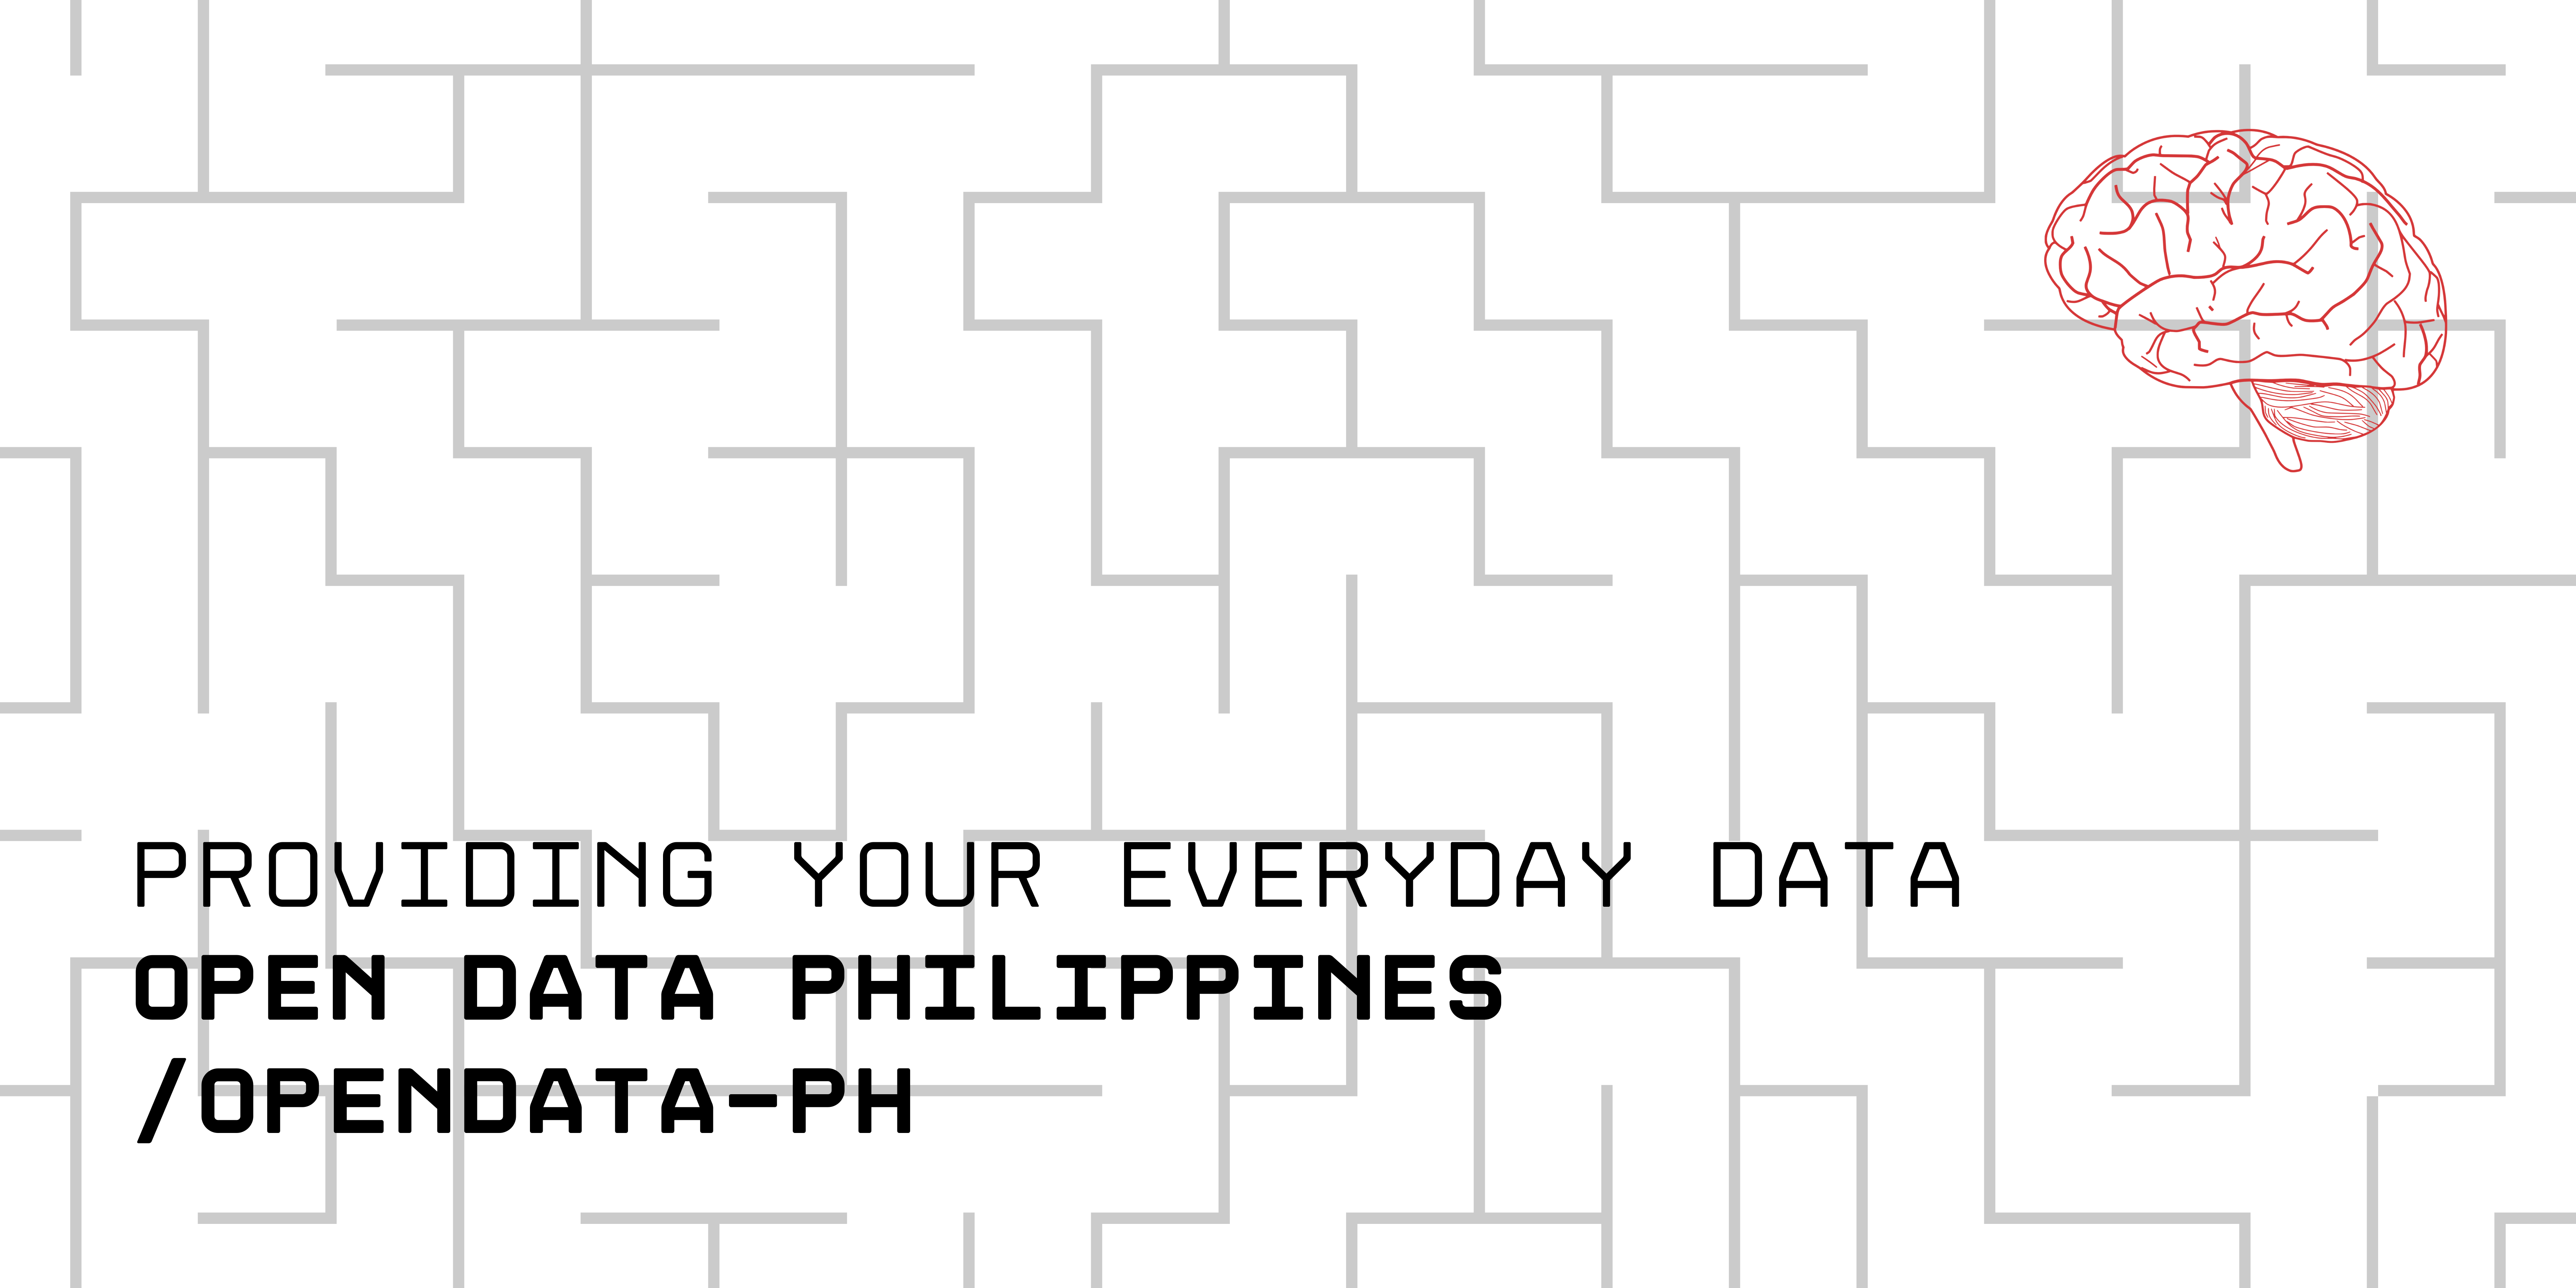 PROVIDING YOUR EVERYDAY DATA
OPEN DATA PHILIPPINES
/OPENDATA-PH